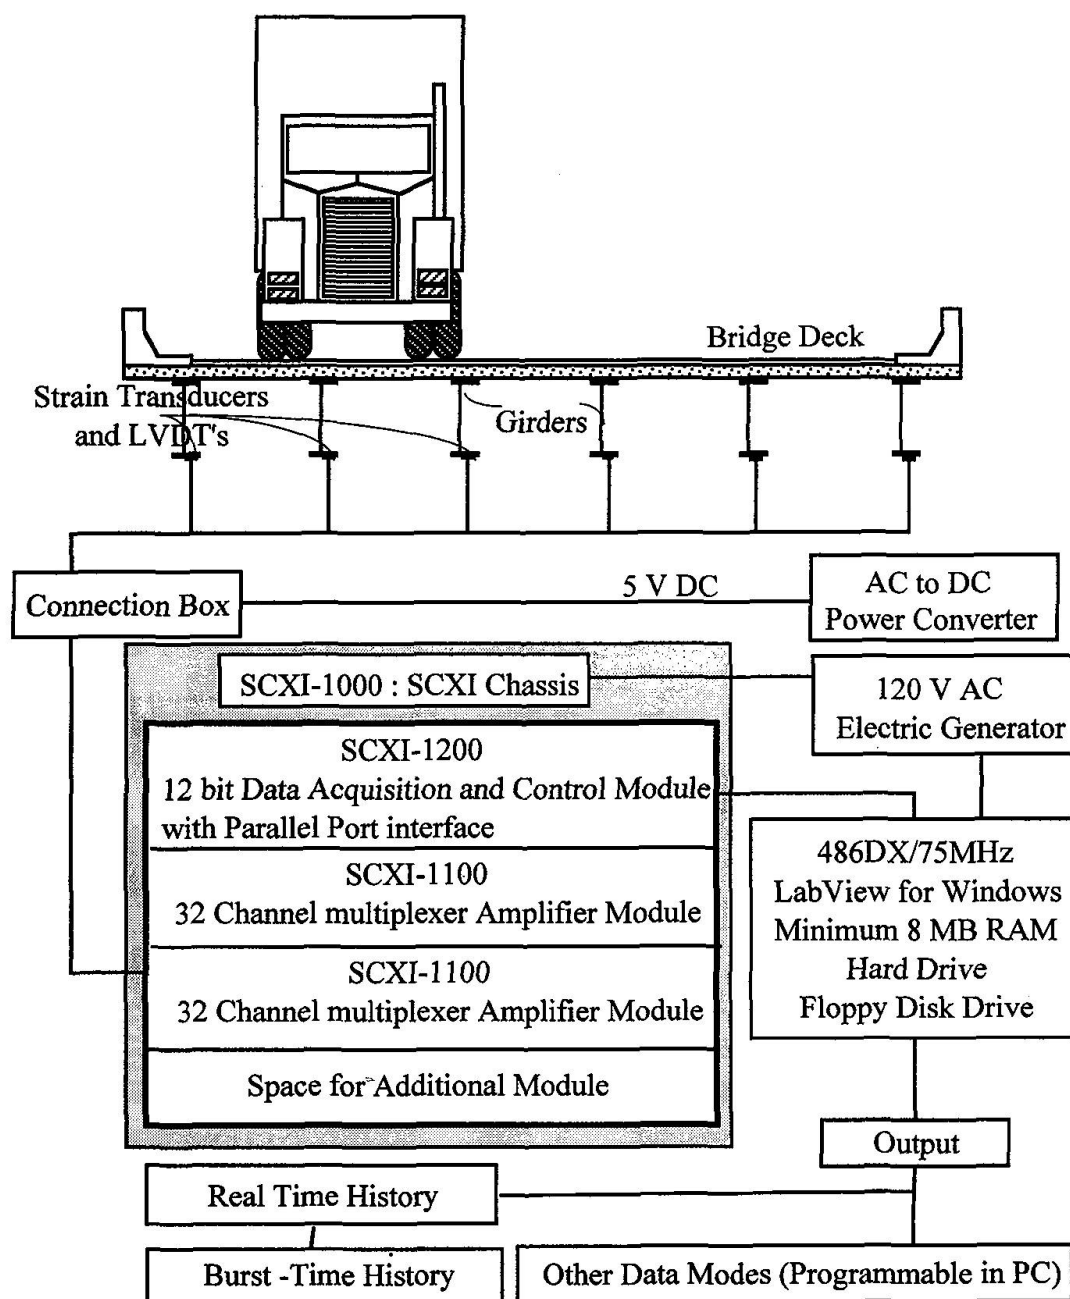 Bridge Deck
Strain Transducers
and LVDT's
Girders
5 V DC
AC to DC
Power Converter
Connection Box
SCXI-1000 : SCXI Chassis
120 V AC
Electric Generator
SCXI-1200
12 bit Data Acquisition and Control Module
with Parallel Port interface
SCXI-1100
32 Channel multiplexer Amplifier Module
SCXI-1100
32 Channel multiplexer Amplifier Module
Space for Additional Module
486DX/75MHz
LabView for Windows
Minimum 8 MB RAM
Hard Drive
Floppy Disk Drive
Output
Real Time History
Burst -Time History
Other Data Modes (Programmable in PC)